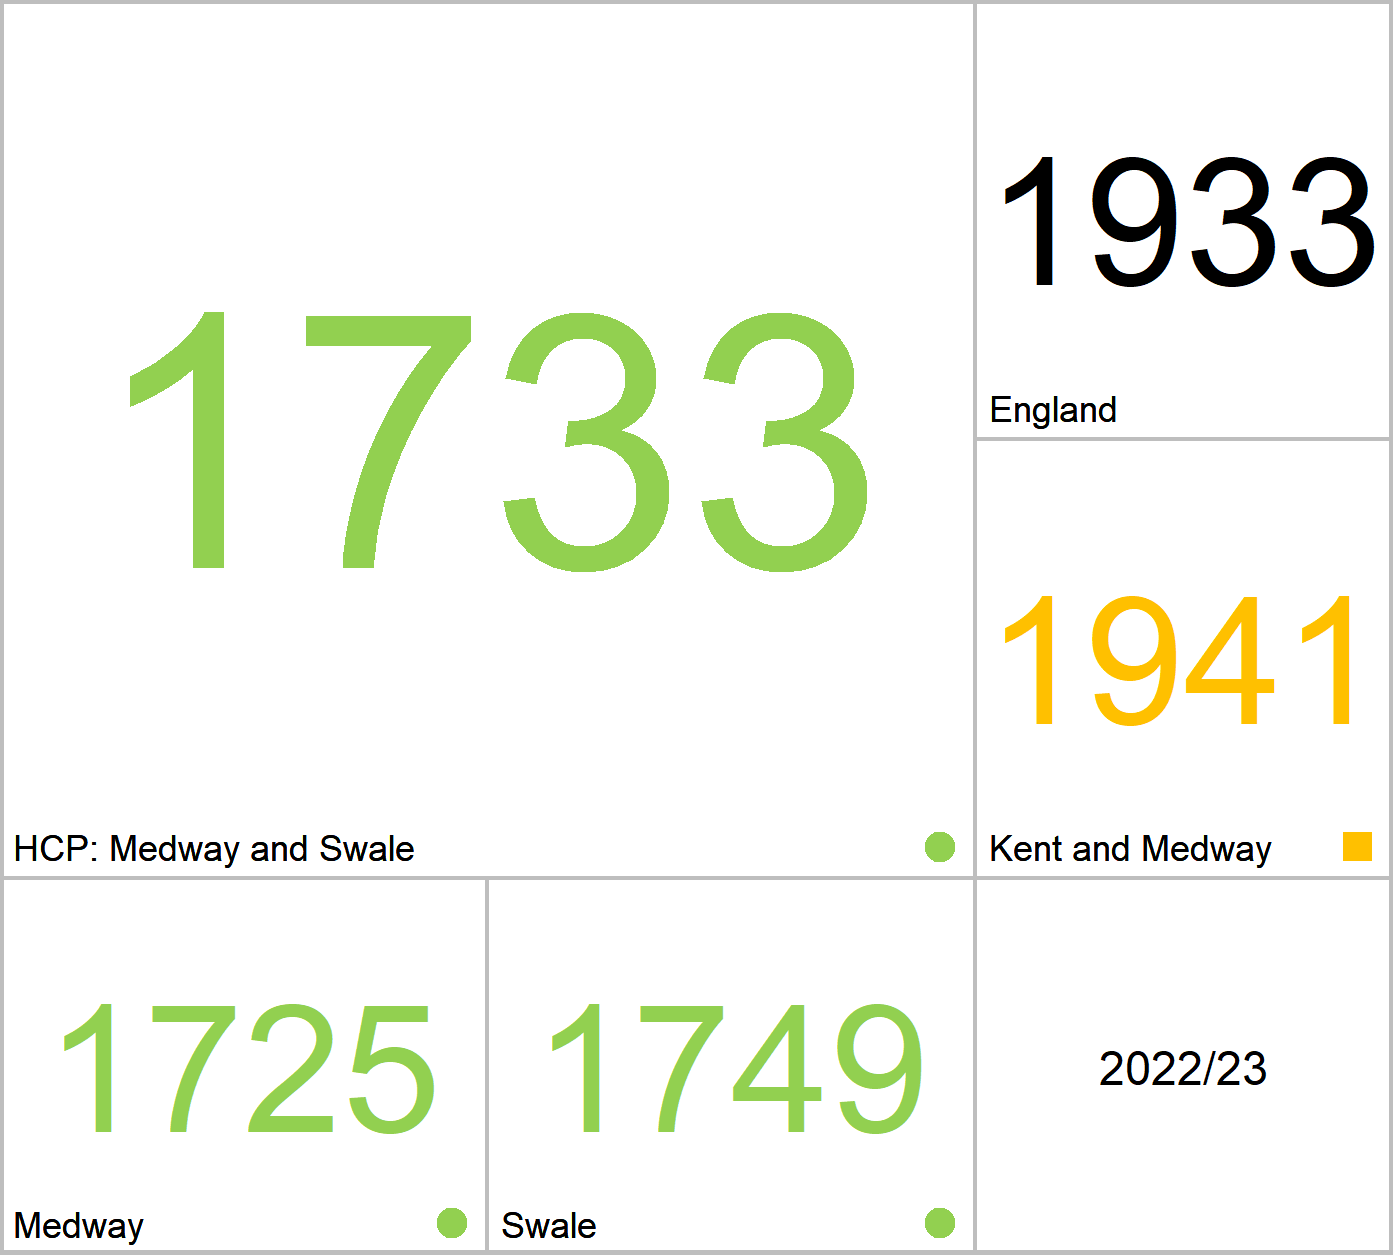 1733
HCP: Medway and Swale
1933
England
1941
Kent and Medway
1725
Medway
1749
Swale
2022/23